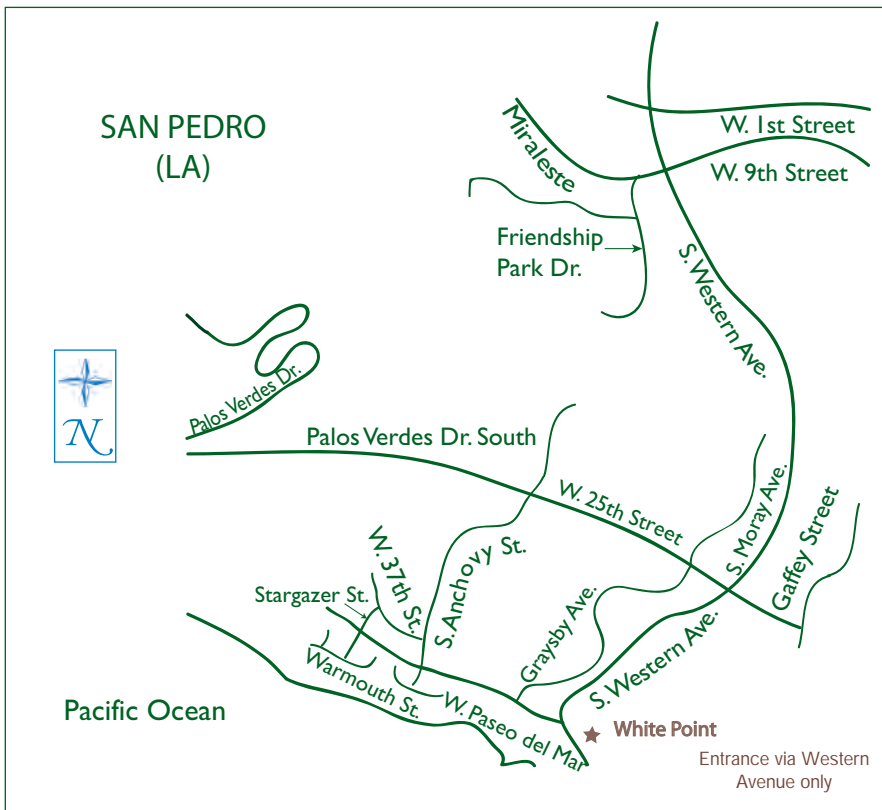 SAN PEDRO
(LA)
Miraleste
W. 1st Street
W. 9th Street
Friendship
Park Dr.
S. Western Ave.
Palos Verdes Dr.
N
Palos Verdes Dr. South
W. 25th Street
S. Moray Ave.
Gaffey Street
W. 37th St.
S. Anchovy St.
Stargazer St.
Graysby Ave.
S. Western Ave.
Warmouth St.
W. Paseo del Mar
Pacific Ocean
White Point
Entrance via Western
Avenue only